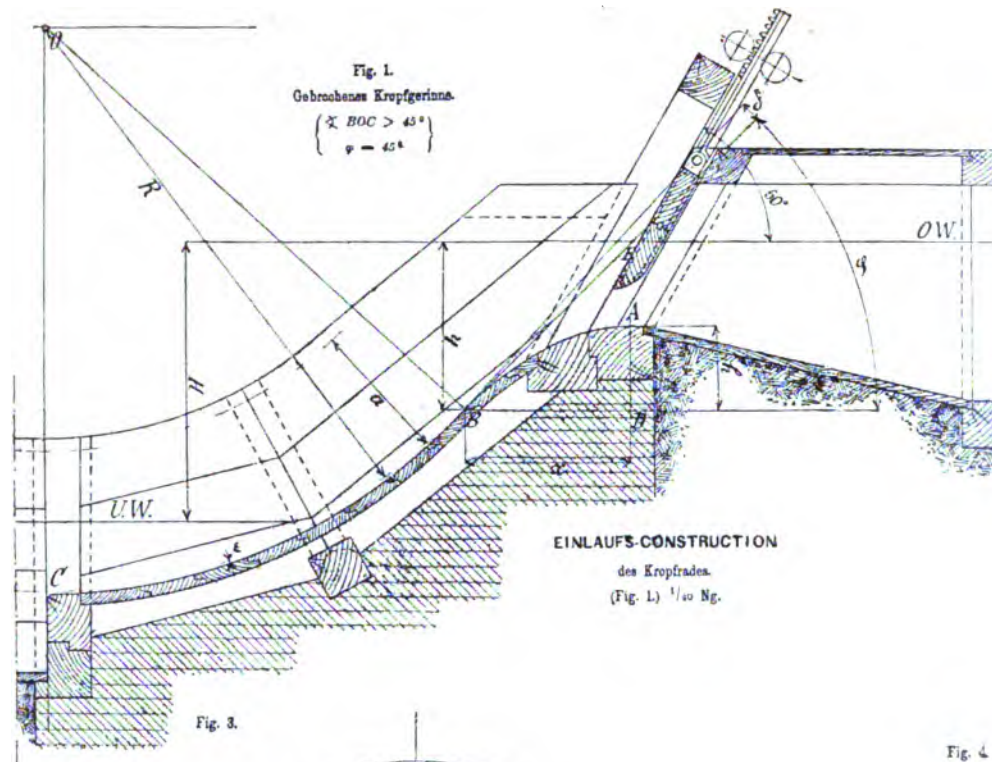 O
Fig. 1.
Gebrochenes Kropfgerinne.
∢ BOC > 45°
φ = 45°
δ
R
60°
O.W.
φ
A
H
h
a
B
x
U.W.
ε
C
EINLAUFS-CONSTRUCTION
des Kropfrades.
(Fig. 1.) 1/40 Ng.
Fig. 3.
Fig. 4